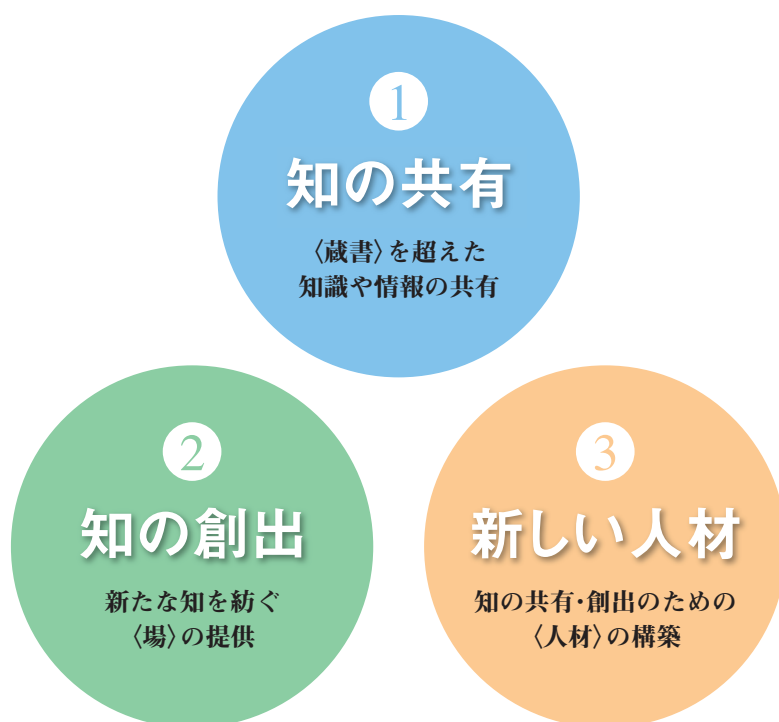 1
知の共有
〈蔵書〉を超えた
知識や情報の共有
2
知の創出
新たな知を紡ぐ
〈場〉の提供
3
新しい人材
知の共有・創出のための
〈人材〉の構築